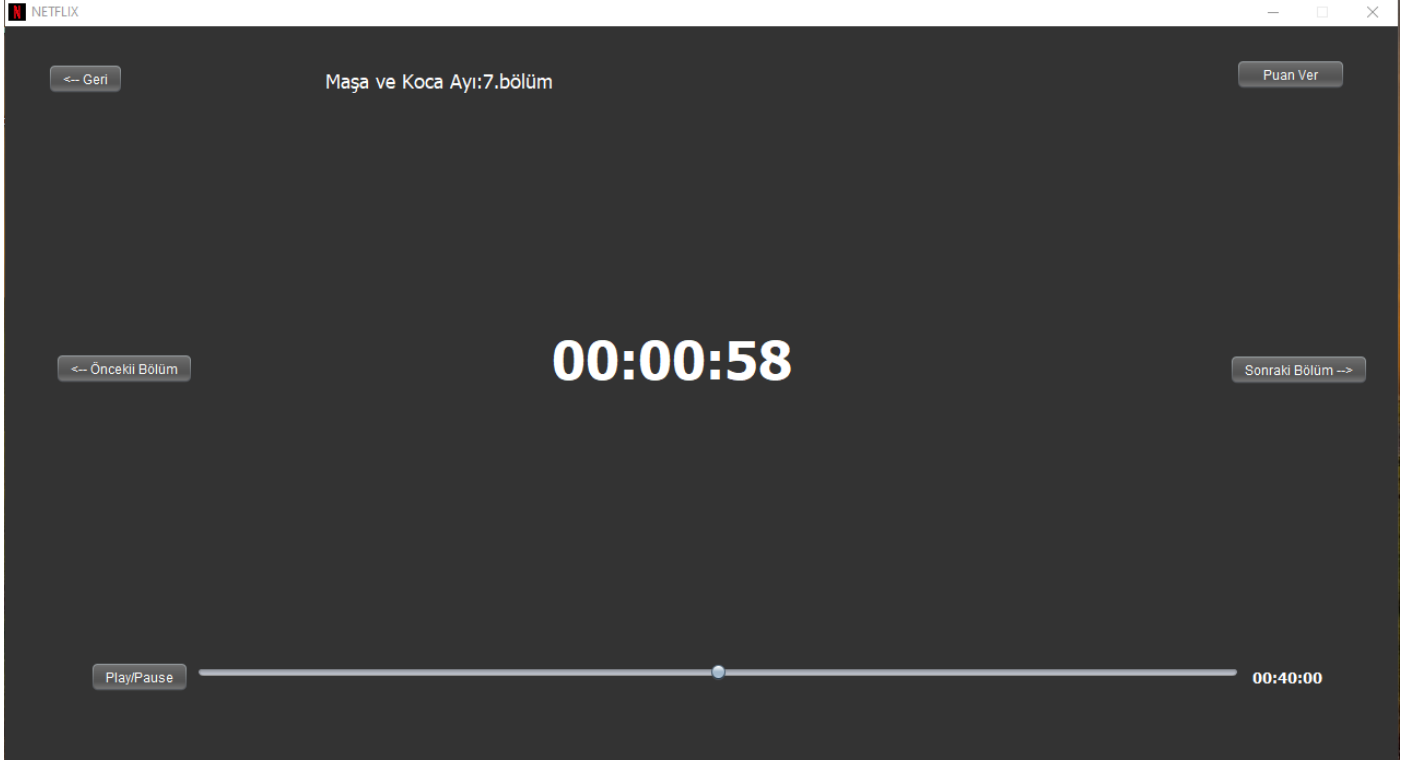 N NETFLIX
<-- Geri
Maşa ve Koca Ayı:7.bölüm
Puan Ver
<-- Öncekii Bölüm
00:00:58
Sonraki Bölüm -->
Play/Pause
00:40:00